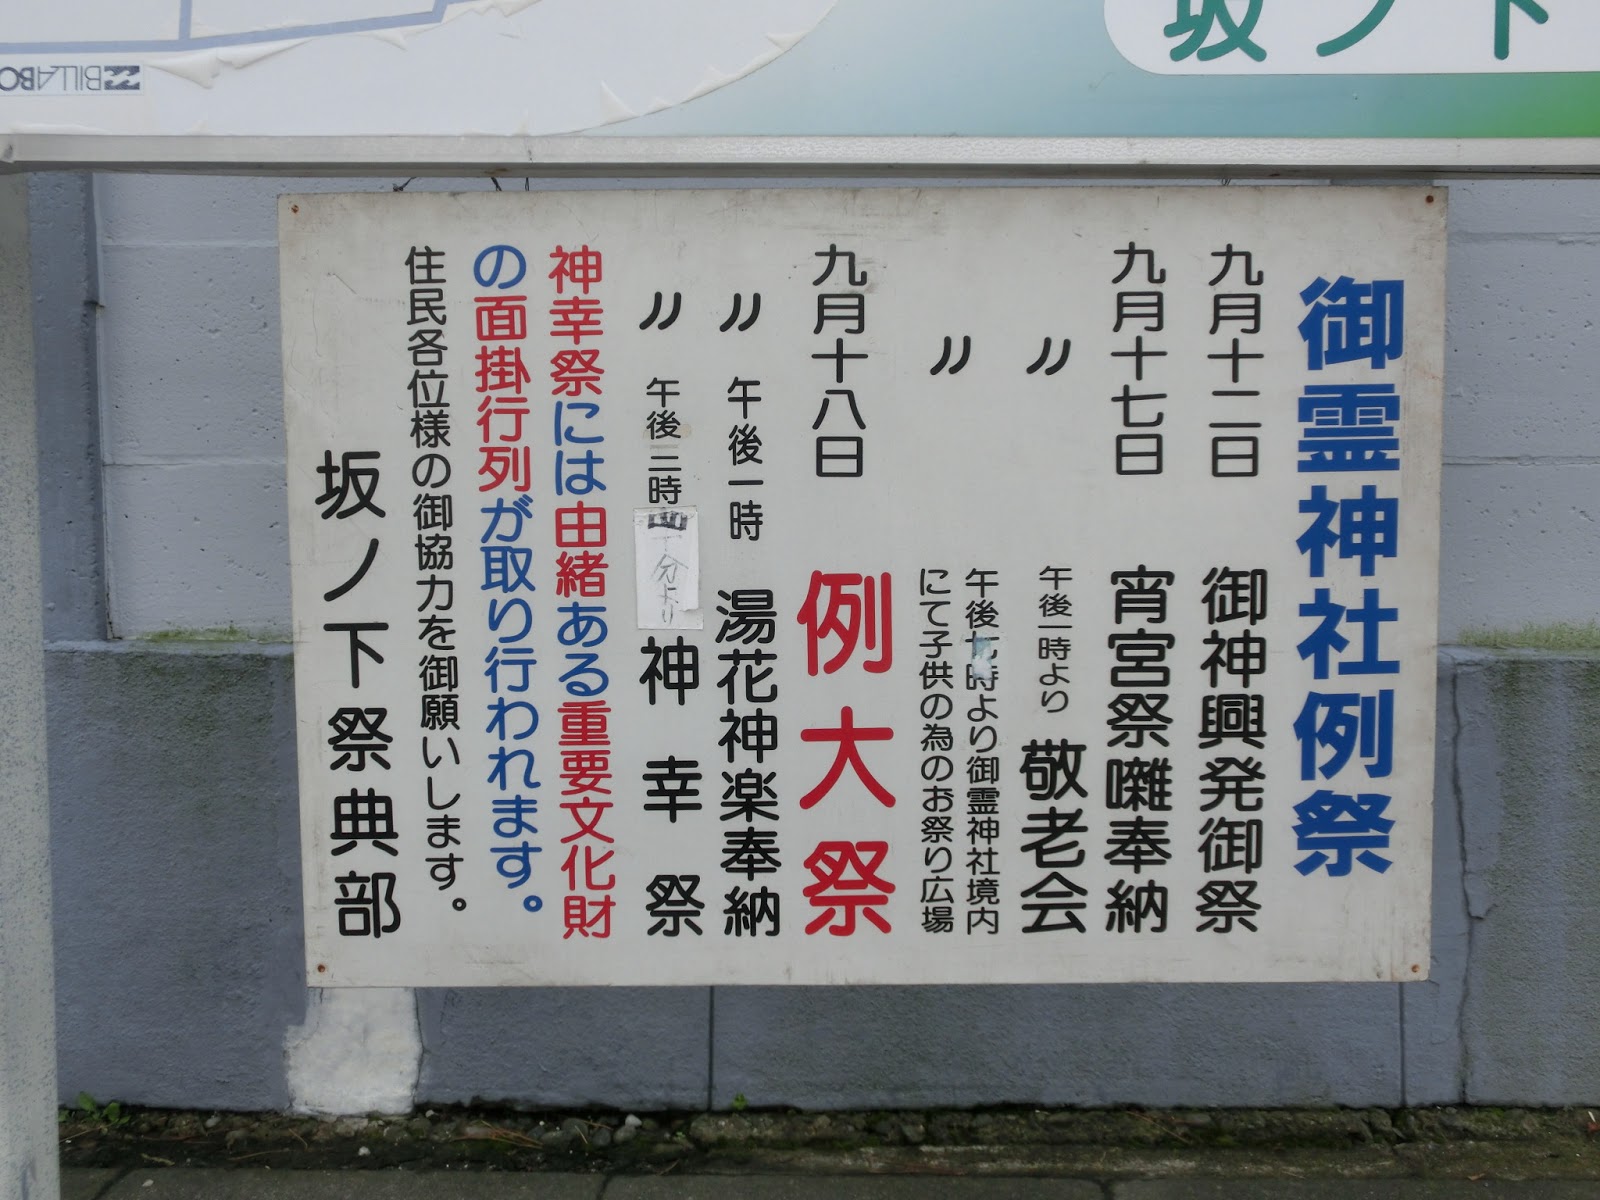 坂ノ下
BILLABO
御霊神社例祭
九月十二日 御神輿発御祭
九月十七日 宵宮祭囃奉納
〃 午後一時より 敬老会
〃 午後 時より御霊神社境内
にて子供の為のお祭り広場
九月十八日 例大祭
〃 午後一時 湯花神楽奉納
〃 午後二時 十分より 神幸祭
神幸祭には由緒ある重要文化財
の面掛行列が取り行われます。
住民各位様の御協力を御願いします。
坂ノ下祭典部